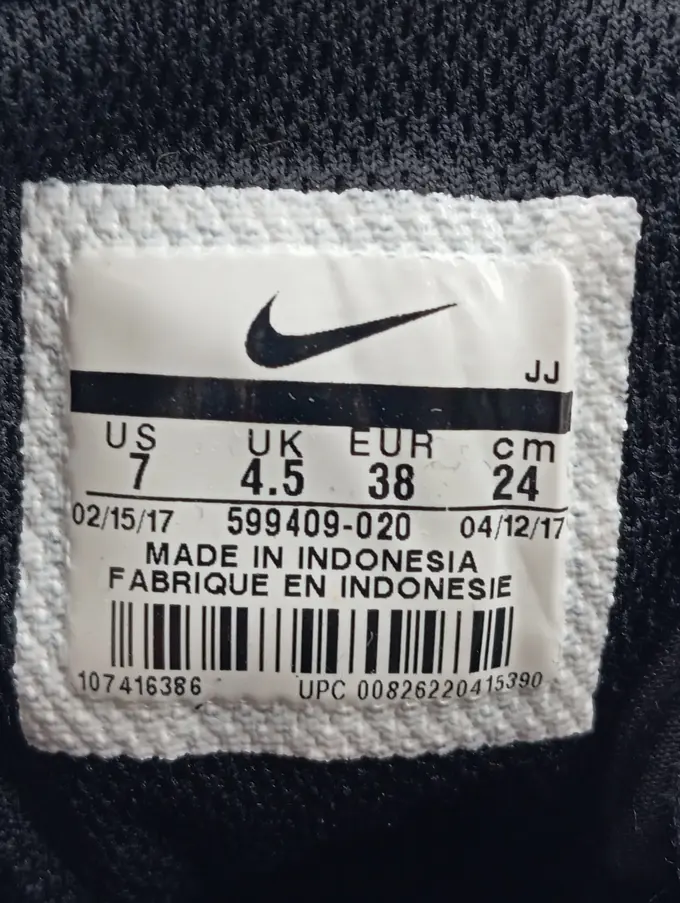 JJ
US UK EUR cm
7 4.5 38 24
02/15/17 599409-020 04/12/17
MADE IN INDONESIA
FABRIQUE EN INDONESIE
107416386 UPC 00826220415390